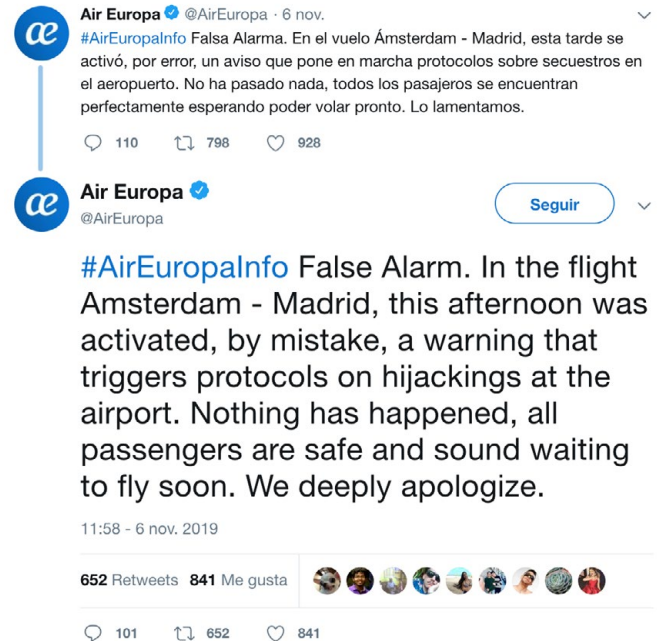 Air Europa @AirEuropa · 6 nov.
#AirEuropaInfo Falsa Alarma. En el vuelo Ámsterdam - Madrid, esta tarde se
activó, por error, un aviso que pone en marcha protocolos sobre secuestros en
el aeropuerto. No ha pasado nada, todos los pasajeros se encuentran
perfectamente esperando poder volar pronto. Lo lamentamos.
110 798 928
æ
æ
Air Europa
@AirEuropa
Seguir
#AirEuropaInfo False Alarm. In the flight
Amsterdam - Madrid, this afternoon was
activated, by mistake, a warning that
triggers protocols on hijackings at the
airport. Nothing has happened, all
passengers are safe and sound waiting
to fly soon. We deeply apologize.
11:58 - 6 nov. 2019
652 Retweets 841 Me gusta
101 652 841